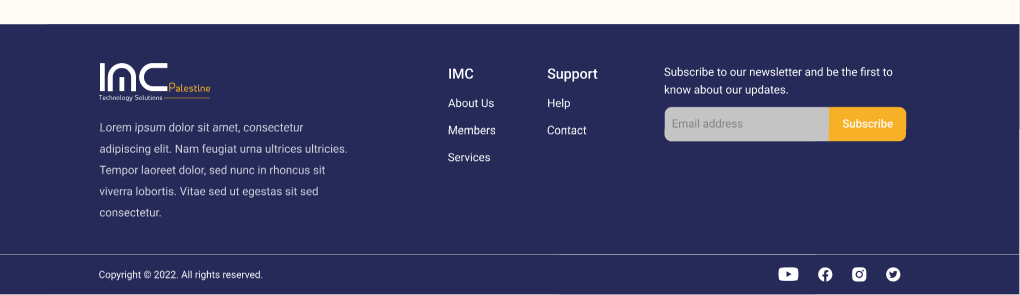 IMC
Palestine
Technology Solutions
Lorem ipsum dolor sit amet, consectetur
adipiscing elit. Nam feugiat urna ultrices ultricies.
Tempor laoreet dolor, sed nunc in rhoncus sit
viverra lobortis. Vitae sed ut egestas sit sed
consectetur.
IMC
About Us
Members
Services
Support
Help
Contact
Subscribe to our newsletter and be the first to
know about our updates.
Email address
Subscribe
Copyright © 2022. All rights reserved.